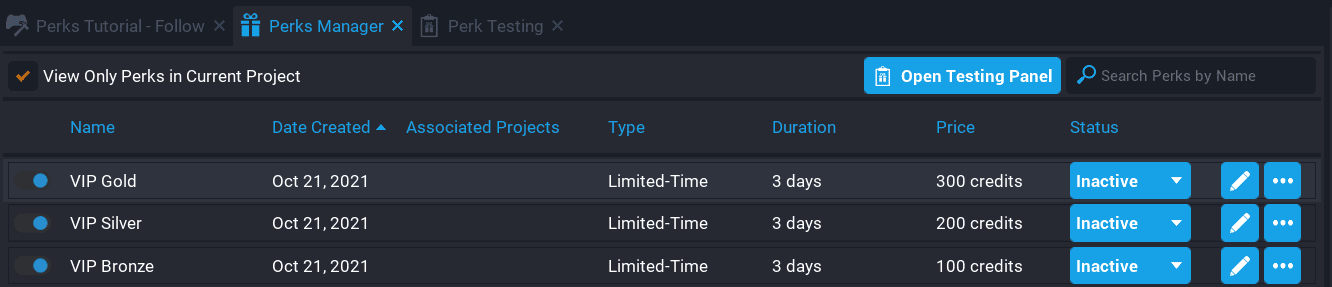 Perks Tutorial - Follow Perks Manager Perk Testing
View Only Perks in Current Project Open Testing Panel Search Perks by Name
Name Date Created Associated Projects Type Duration Price Status
VIP Gold Oct 21, 2021 Limited-Time 3 days 300 credits Inactive
VIP Silver Oct 21, 2021 Limited-Time 3 days 200 credits Inactive
VIP Bronze Oct 21, 2021 Limited-Time 3 days 100 credits Inactive